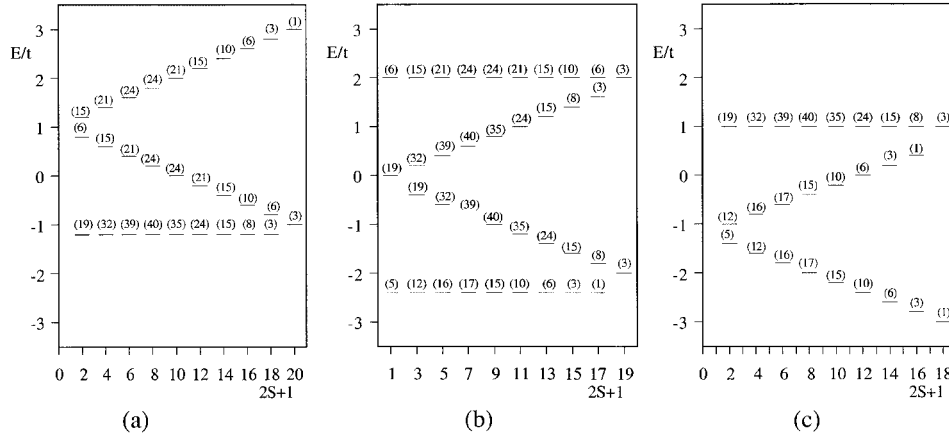 E/t
3
2
1
0
-1
-2
-3
(15) (21) (24) (24) (21) (15) (10) (6) (3) (1)
(6) (15) (21) (24) (24) (21) (15) (10) (6) (3)
(19) (32) (39) (40) (35) (24) (15) (8) (3)
0 2 4 6 8 10 12 14 16 18 20
2S+1
(a)
E/t
3
2
1
0
-1
-2
-3
(6) (15) (21) (24) (24) (21) (15) (10) (6) (3)
(19) (32) (39) (40) (35) (24) (15) (8) (3)
(19) (32) (39) (40) (35) (24) (15) (8) (3)
(5) (12) (16) (17) (15) (10) (6) (3) (1)
1 3 5 7 9 11 13 15 17 19
2S+1
(b)
E/t
3
2
1
0
-1
-2
-3
(19) (32) (39) (40) (35) (24) (15) (8) (3)
(12) (16) (17) (15) (10) (6) (3) (1)
(5) (12) (16) (17) (15) (10) (6) (3) (1)
0 2 4 6 8 10 12 14 16 18
2S+1
(c)